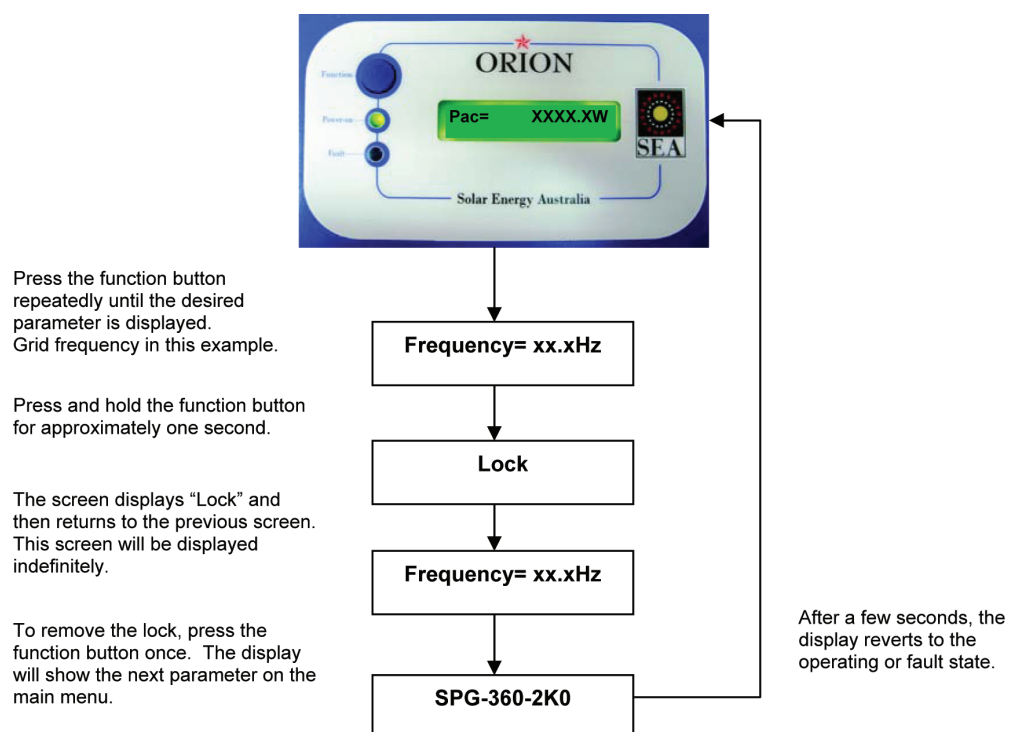 ORION
Function
Power-on
Fault
Pac= XXXX.XW
SEA
Solar Energy Australia
Press the function button
repeatedly until the desired
parameter is displayed.
Grid frequency in this example.
Frequency= xx.xHz
Press and hold the function button
for approximately one second.
Lock
The screen displays “Lock” and
then returns to the previous screen.
This screen will be displayed
indefinitely.
Frequency= xx.xHz
To remove the lock, press the
function button once.  The display
will show the next parameter on the
main menu.
SPG-360-2K0
After a few seconds, the
display reverts to the
operating or fault state.